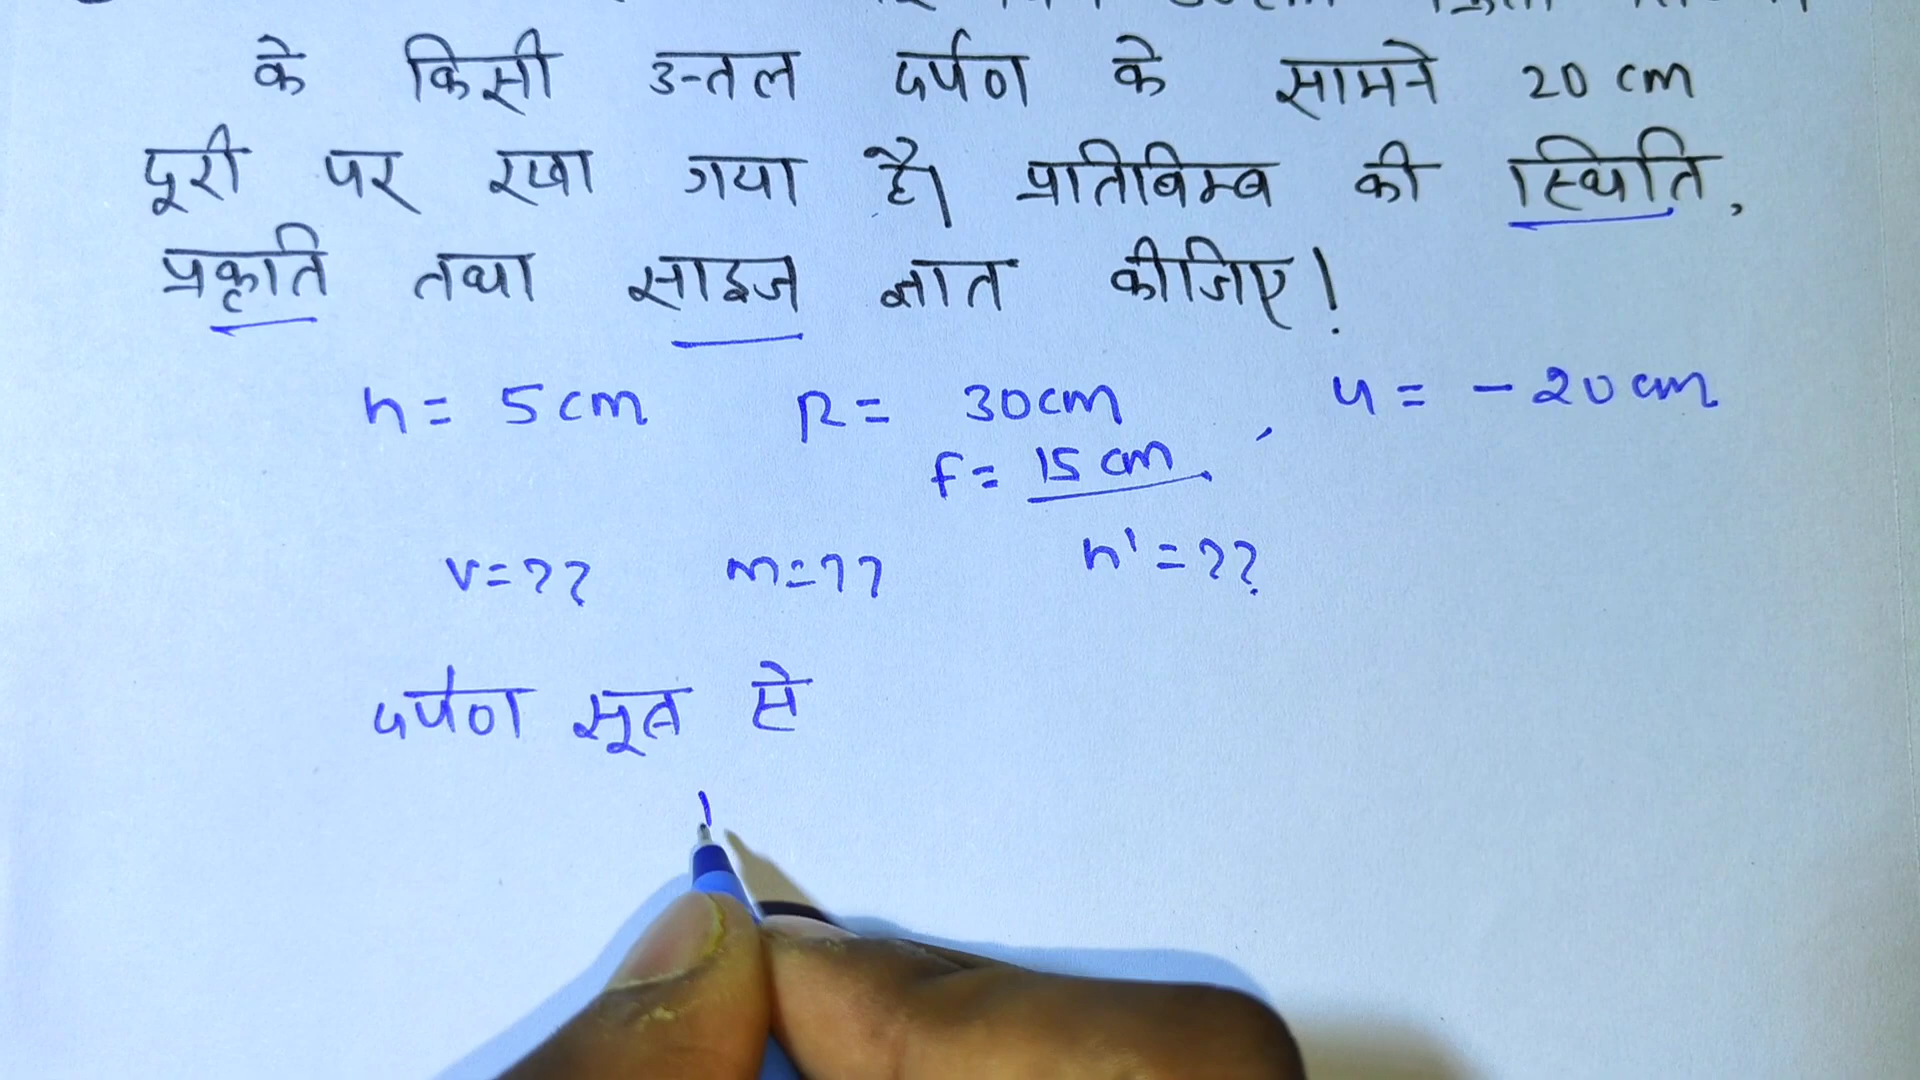 के किसी उत्तल दर्पण के सामने 20 cm
दूरी पर रखा गया है। प्रतिबिम्ब की स्थिति,
प्रकृति तथा साइज ज्ञात कीजिए!
h = 5 cm R = 30 cm , u = - 20 cm
f = 15 cm.
v = ?? m = ?? h' = ??
दर्पण सूत्र से
1